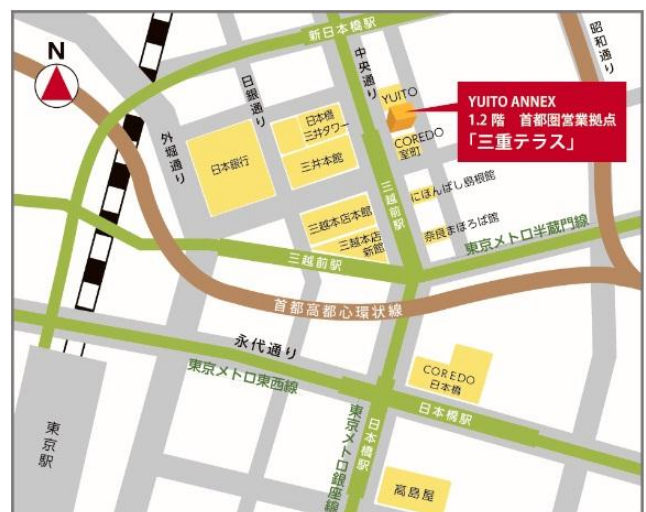 N
新日本橋駅
中央通り
昭和通り
日銀通り
外堀通り
YUITO
YUITO ANNEX
1.2 階 首都圏営業拠点
「三重テラス」
日本橋
三井タワー
COREDO
室町
日本銀行
三井本館
にほんばし島根館
三越前駅
三越本店本館
三越本店
新館
奈良まほろば館
東京メトロ半蔵門線
三越前駅
首都高都心環状線
永代通り
東京メトロ東西線
COREDO
日本橋
日本橋駅
日本橋駅
東京メトロ銀座線
東京駅
高島屋